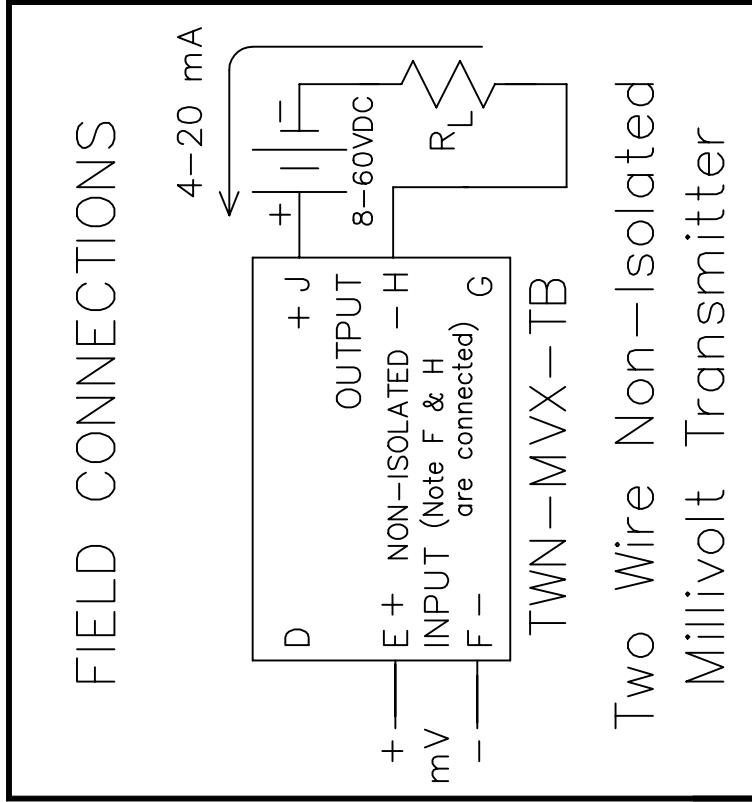 FIELD CONNECTIONS
4-20 mA
+ -
8-60VDC
R_L
D
+ J
OUTPUT
E + NON-ISOLATED - H
INPUT (Note F & H
are connected)
F - G
+
mV
-
TWN-MVX-TB
Two Wire Non-Isolated
Millivolt Transmitter